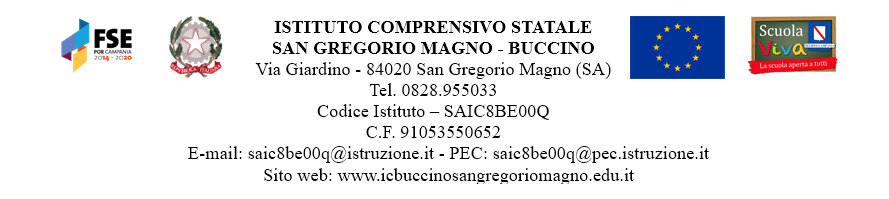 FSE
POR CAMPANIA
2014 - 2020
ISTITUTO COMPRENSIVO STATALE
SAN GREGORIO MAGNO - BUCCINO
Via Giardino - 84020 San Gregorio Magno (SA)
Tel. 0828.955033
Codice Istituto – SAIC8BE00Q
C.F. 91053550652
E-mail: saic8be00q@istruzione.it - PEC: saic8be00q@pec.istruzione.it
Sito web: www.icbuccinosangregoriomagno.edu.it
Scuola
Viva
La scuola aperta a tutti